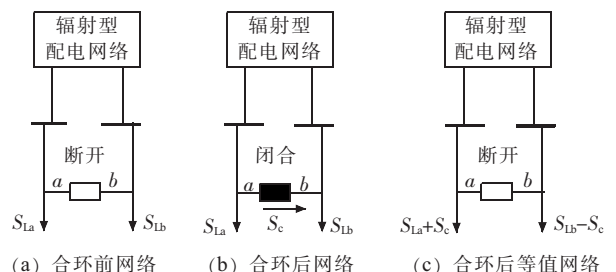 辐射型 辐射型 辐射型
配电网络 配电网络 配电网络
断开 闭合 断开
a b a b a b
S_La S_Lb S_La S_c S_Lb S_La+S_c S_Lb−S_c
(a) 合环前网络 (b) 合环后网络 (c) 合环后等值网络